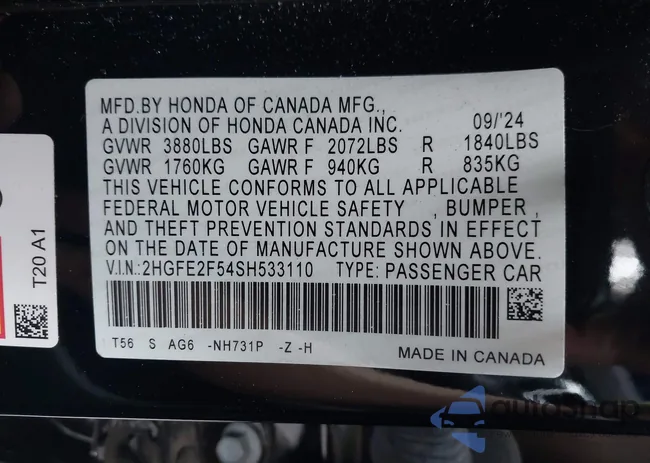 MFD.BY HONDA OF CANADA MFG.,
A DIVISION OF HONDA CANADA INC. 09/'24
GVWR 3880LBS GAWR F 2072LBS R 1840LBS
GVWR 1760KG GAWR F 940KG R 835KG
THIS VEHICLE CONFORMS TO ALL APPLICABLE
FEDERAL MOTOR VEHICLE SAFETY , BUMPER ,
AND THEFT PREVENTION STANDARDS IN EFFECT
ON THE DATE OF MANUFACTURE SHOWN ABOVE.
V.I.N.:2HGFE2F54SH533110 TYPE: PASSENGER CAR
T56 S AG6 -NH731P -Z -H
MADE IN CANADA
T20 A1
autoSnap